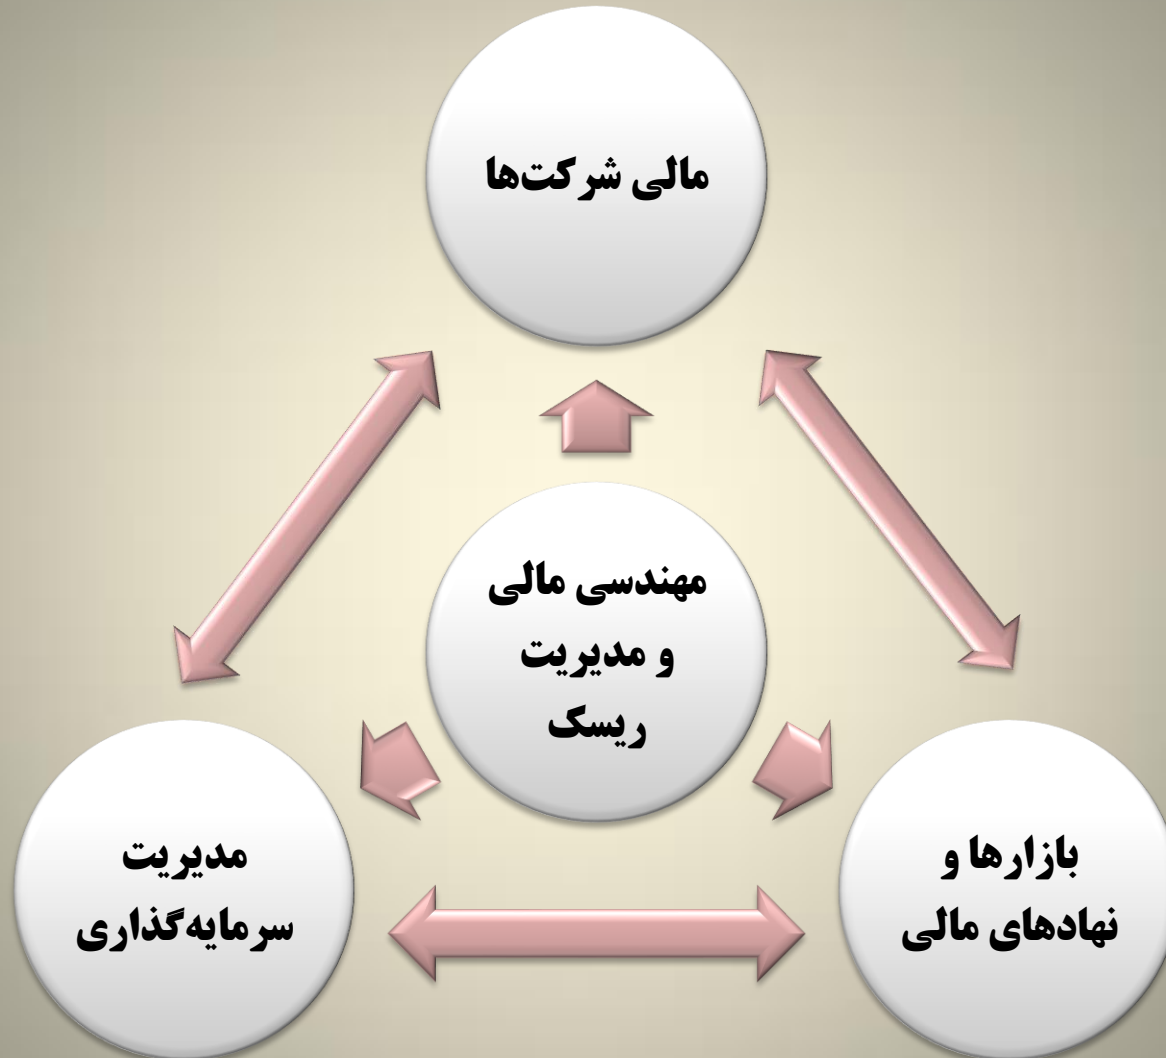 مالی شرکت‌ها
مهندسی مالی
و مدیریت
ریسک
بازارها و
نهادهای مالی
مدیریت
سرمایه‌گذاری